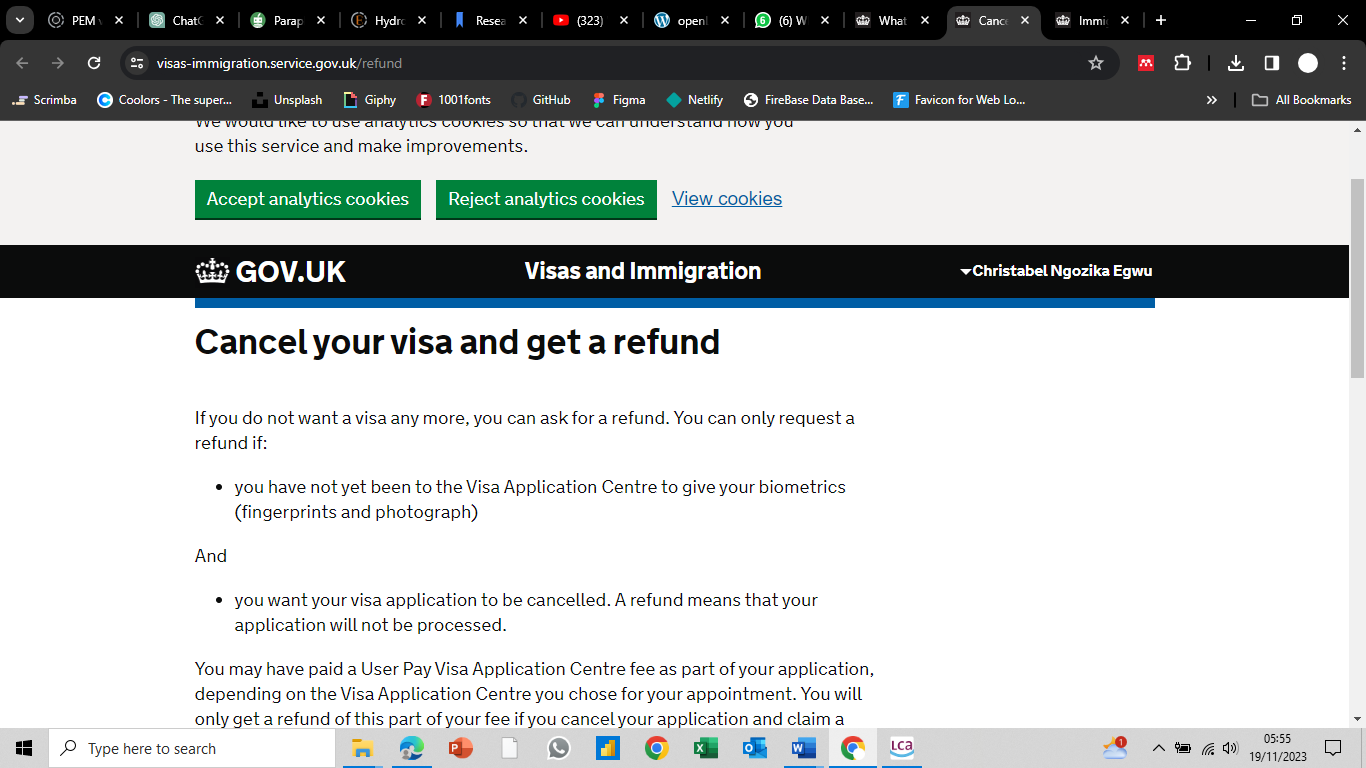 PEM
ChatG
Parap
Hydro
Resea
(323)
openl
6
(6) W
What
Canc
Immig
visas-immigration.service.gov.uk/refund
Scrimba
Coolors - The super...
Unsplash
Giphy
1001fonts
GitHub
Figma
Netlify
FireBase Data Base...
Favicon for Web Lo...
»
All Bookmarks
We would like to use analytics cookies so that we can understand how you
use this service and make improvements.
Accept analytics cookies
Reject analytics cookies
View cookies
GOV.UK
Visas and Immigration
Christabel Ngozika Egwu
Cancel your visa and get a refund
If you do not want a visa any more, you can ask for a refund. You can only request a
refund if:
• you have not yet been to the Visa Application Centre to give your biometrics
(fingerprints and photograph)
And
• you want your visa application to be cancelled. A refund means that your
application will not be processed.
You may have paid a User Pay Visa Application Centre fee as part of your application,
depending on the Visa Application Centre you chose for your appointment. You will
only get a refund of this part of your fee if you cancel your application and claim a
Type here to search
LCA
1
05:55
19/11/2023